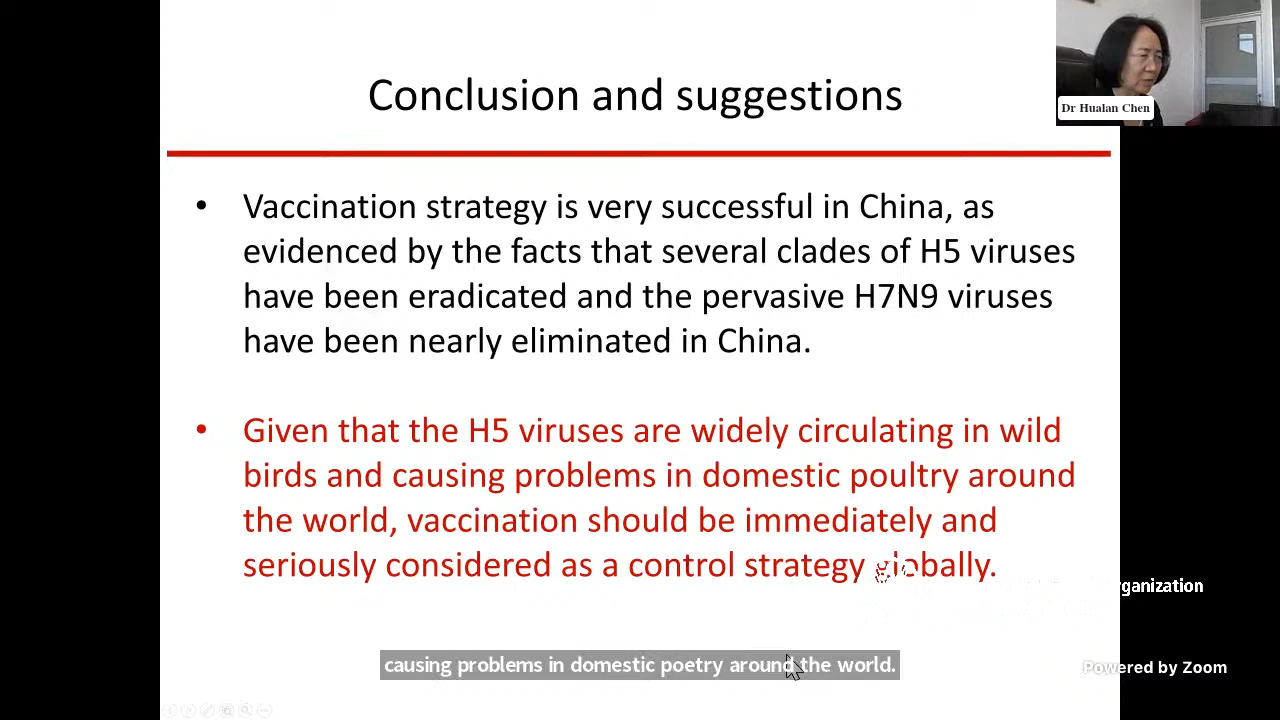 Conclusion and suggestions
Dr Hualan Chen
• Vaccination strategy is very successful in China, as
evidenced by the facts that several clades of H5 viruses
have been eradicated and the pervasive H7N9 viruses
have been nearly eliminated in China.
• Given that the H5 viruses are widely circulating in wild
birds and causing problems in domestic poultry around
the world, vaccination should be immediately and
seriously considered as a control strategy globally.
rganization
causing problems in domestic poetry around the world.
Powered by Zoom